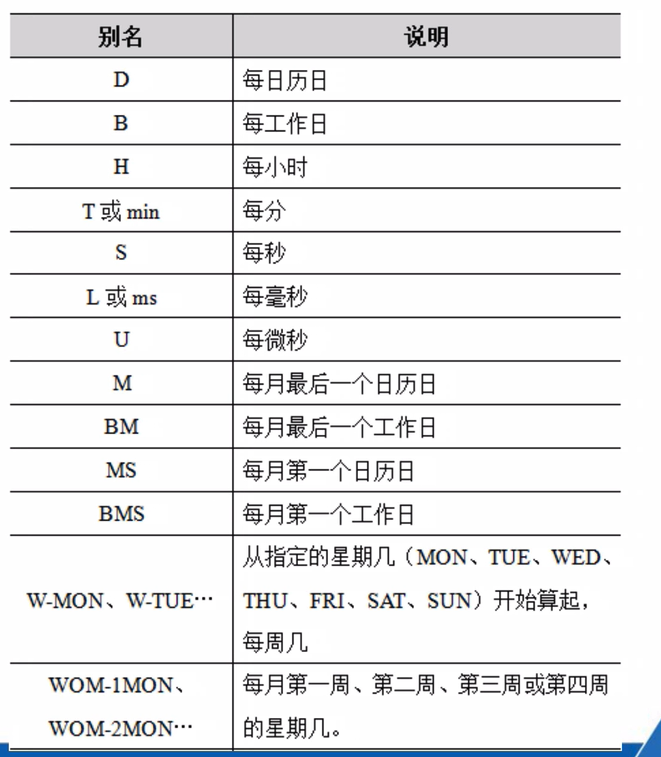 别名 说明
D 每日历日
B 每工作日
H 每小时
T 或 min 每分
S 每秒
L 或 ms 每毫秒
U 每微秒
M 每月最后一个日历日
BM 每月最后一个工作日
MS 每月第一个日历日
BMS 每月第一个工作日
W-MON、W-TUE…
从指定的星期几（MON、TUE、WED、
THU、FRI、SAT、SUN）开始算起，
每周几
WOM-1MON、
WOM-2MON…
每月第一周、第二周、第三周或第四周
的星期几。